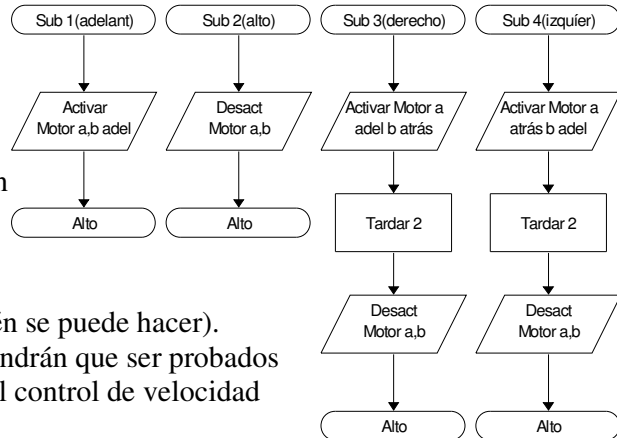 Sub 1(adelant)
Activar
Motor a,b adel
Alto
Sub 2(alto)
Desact
Motor a,b
Alto
Sub 3(derecho)
Activar Motor a
adel b atrás
Tardar 2
Desact
Motor a,b
Alto
Sub 4(izquíer)
Activar Motor a
atrás b adel
Tardar 2
Desact
Motor a,b
Alto
se puede hacer).
que ser probados
control de velocidad